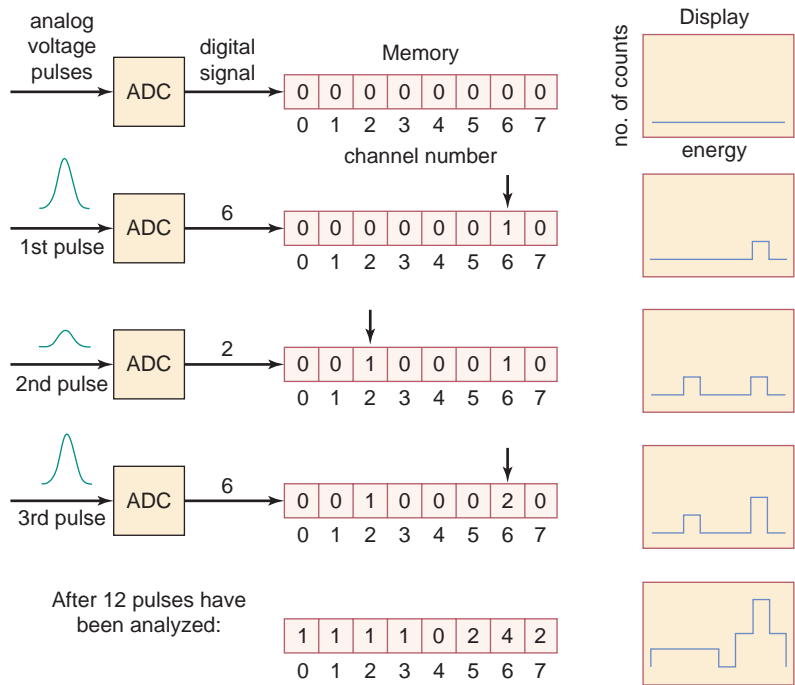 analog
voltage
pulses
ADC
digital
signal
Memory
0 0 0 0 0 0 0 0
0 1 2 3 4 5 6 7
channel number
Display
no. of counts
energy
1st pulse
ADC
6
0 0 0 0 0 0 1 0
0 1 2 3 4 5 6 7
2nd pulse
ADC
2
0 0 1 0 0 0 1 0
0 1 2 3 4 5 6 7
3rd pulse
ADC
6
0 0 1 0 0 0 2 0
0 1 2 3 4 5 6 7
After 12 pulses have
been analyzed:
1 1 1 1 0 2 4 2
0 1 2 3 4 5 6 7